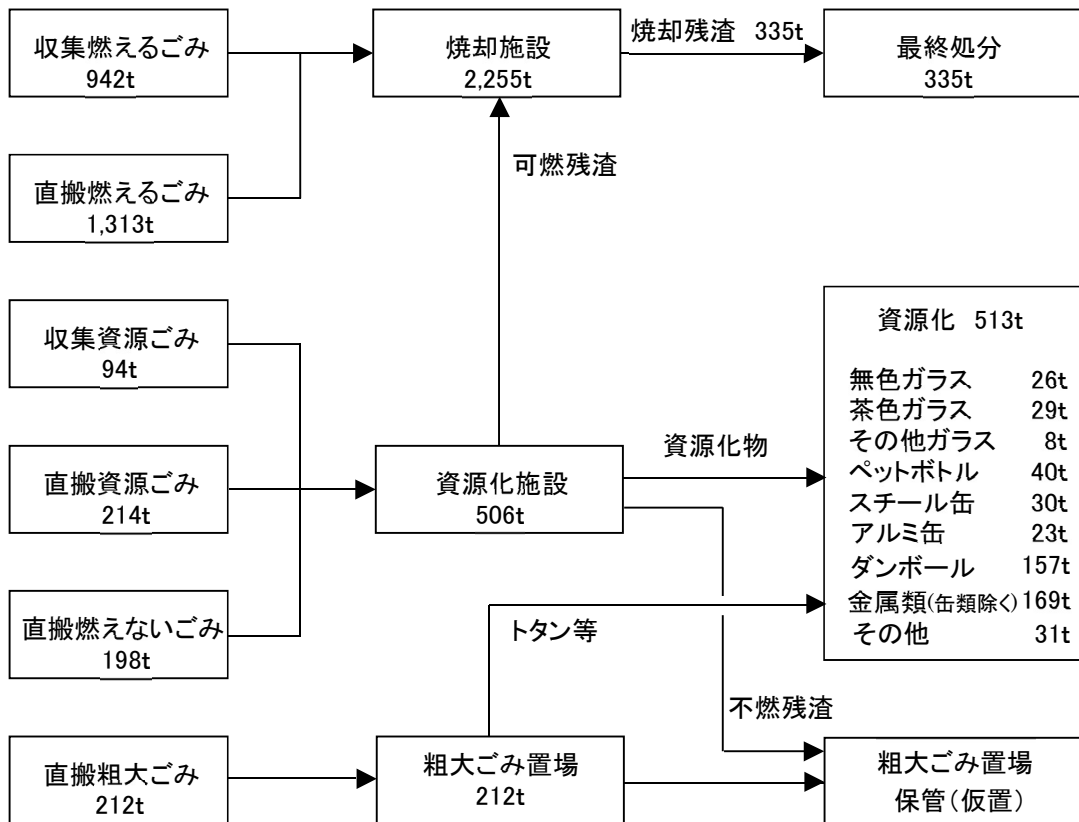 収集燃えるごみ
942t
焼却施設
2,255t
焼却残渣 335t
最終処分
335t
直搬燃えるごみ
1,313t
可燃残渣
収集資源ごみ
94t
直搬資源ごみ
214t
直搬燃えないごみ
198t
資源化施設
506t
資源化物
資源化 513t
無色ガラス 26t
茶色ガラス 29t
その他ガラス 8t
ペットボトル 40t
スチール缶 30t
アルミ缶 23t
ダンボール 157t
金属類(缶類除く) 169t
その他 31t
トタン等
不燃残渣
直搬粗大ごみ
212t
粗大ごみ置場
212t
粗大ごみ置場
保管(仮置)